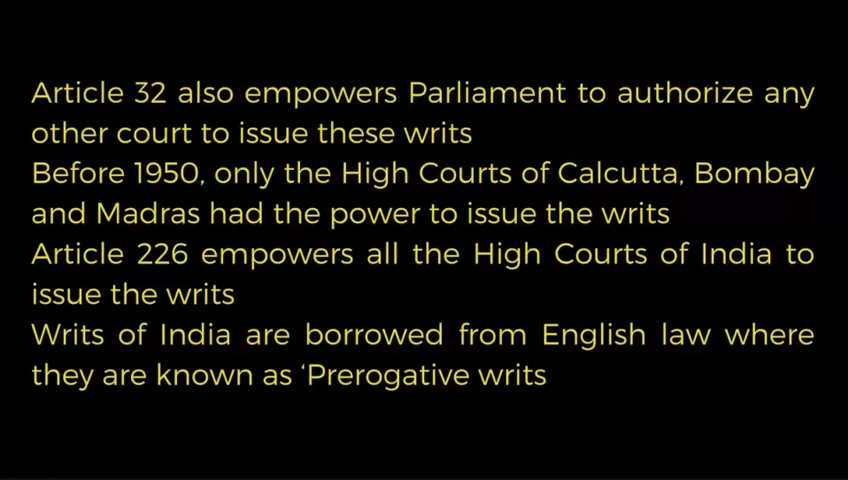 Article 32 also empowers Parliament to authorize any
other court to issue these writs
Before 1950, only the High Courts of Calcutta, Bombay
and Madras had the power to issue the writs
Article 226 empowers all the High Courts of India to
issue the writs
Writs of India are borrowed from English law where
they are known as ‘Prerogative writs